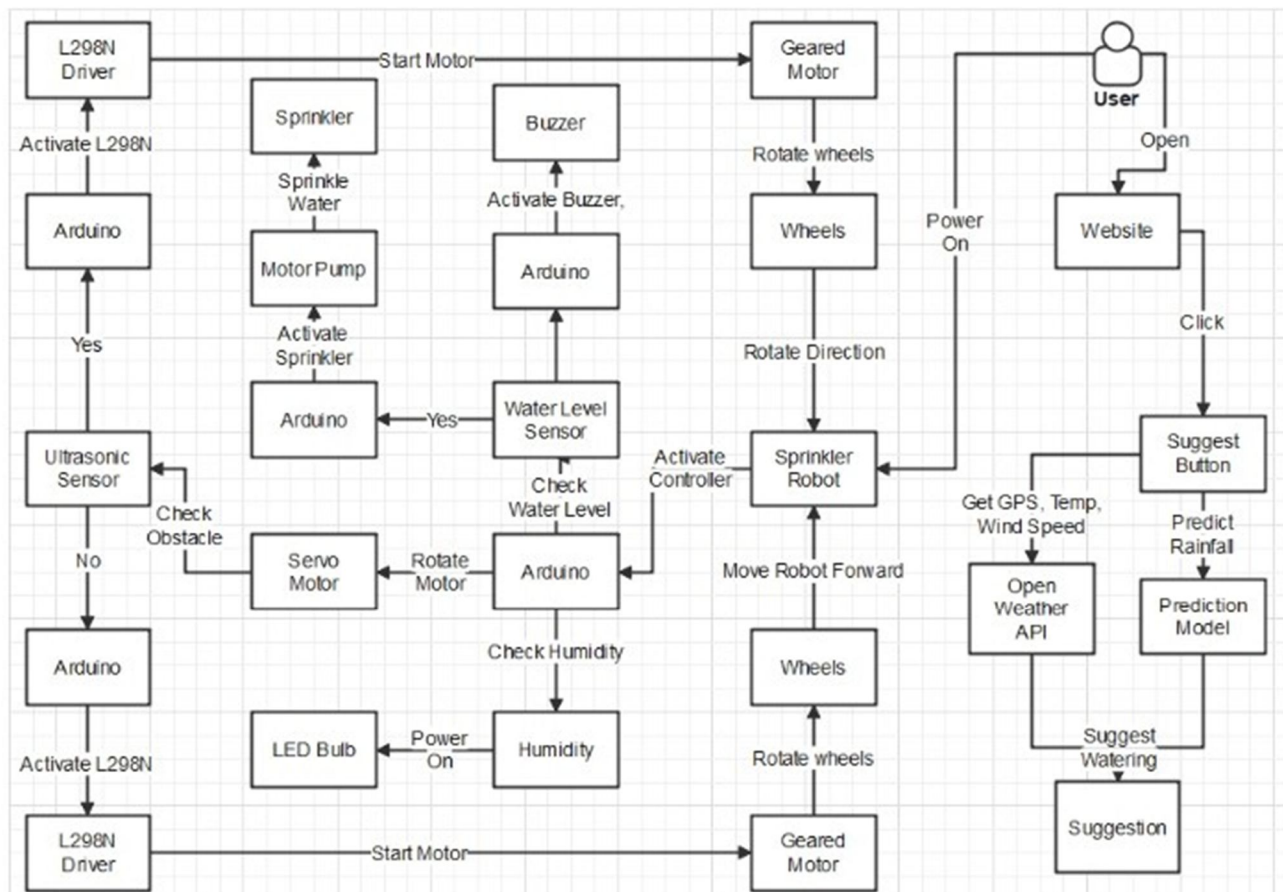 L298N
Driver
Start Motor
Geared
Motor
User
Sprinkler
Buzzer
Activate L298N
Open
Rotate wheels
Sprinkle
Water
Activate Buzzer,
Arduino
Motor Pump
Arduino
Wheels
Power
On
Website
Click
Yes
Activate
Sprinkler
Rotate Direction
Arduino
Yes
Water Level
Sensor
Ultrasonic
Sensor
Activate
Controller
Sprinkler
Robot
Suggest
Button
Check
Water Level
Get GPS, Temp,
Wind Speed
Predict
Rainfall
Check
Obstacle
No
Servo
Motor
Rotate
Motor
Arduino
Move Robot Forward
Open
Weather
API
Prediction
Model
Arduino
Check Humidity
Wheels
LED Bulb
Power
On
Humidity
Suggest
Watering
Activate L298N
Rotate wheels
L298N
Driver
Start Motor
Geared
Motor
Suggestion